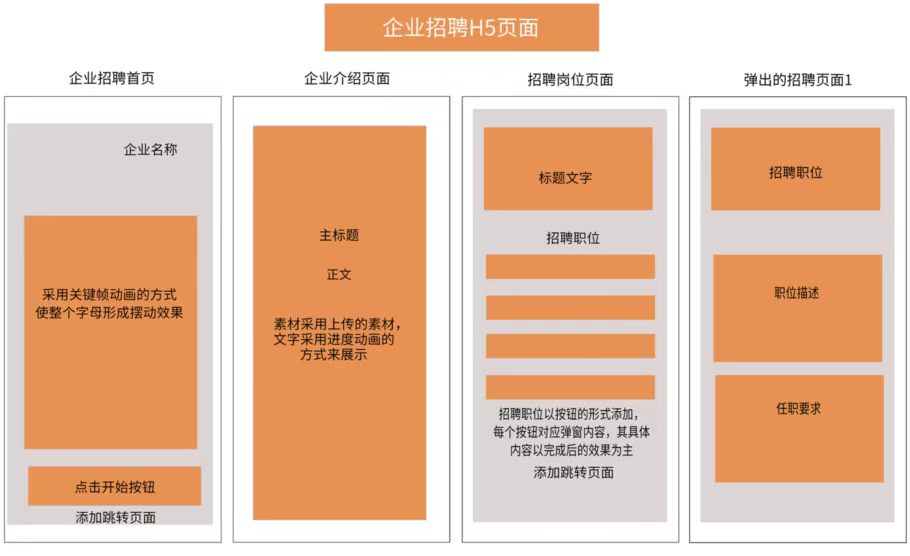 企业招聘H5页面
企业招聘首页
企业名称
采用关键帧动画的方式
使整个字母形成摆动效果
点击开始按钮
添加跳转页面
企业介绍页面
主标题
正文
素材采用上传的素材，
文字采用进度动画的
方式来展示
招聘岗位页面
标题文字
招聘职位
招聘职位以按钮的形式添加，
每个按钮对应弹窗内容，其具体
内容以完成后的效果为主
添加跳转页面
弹出的招聘页面1
招聘职位
职位描述
任职要求